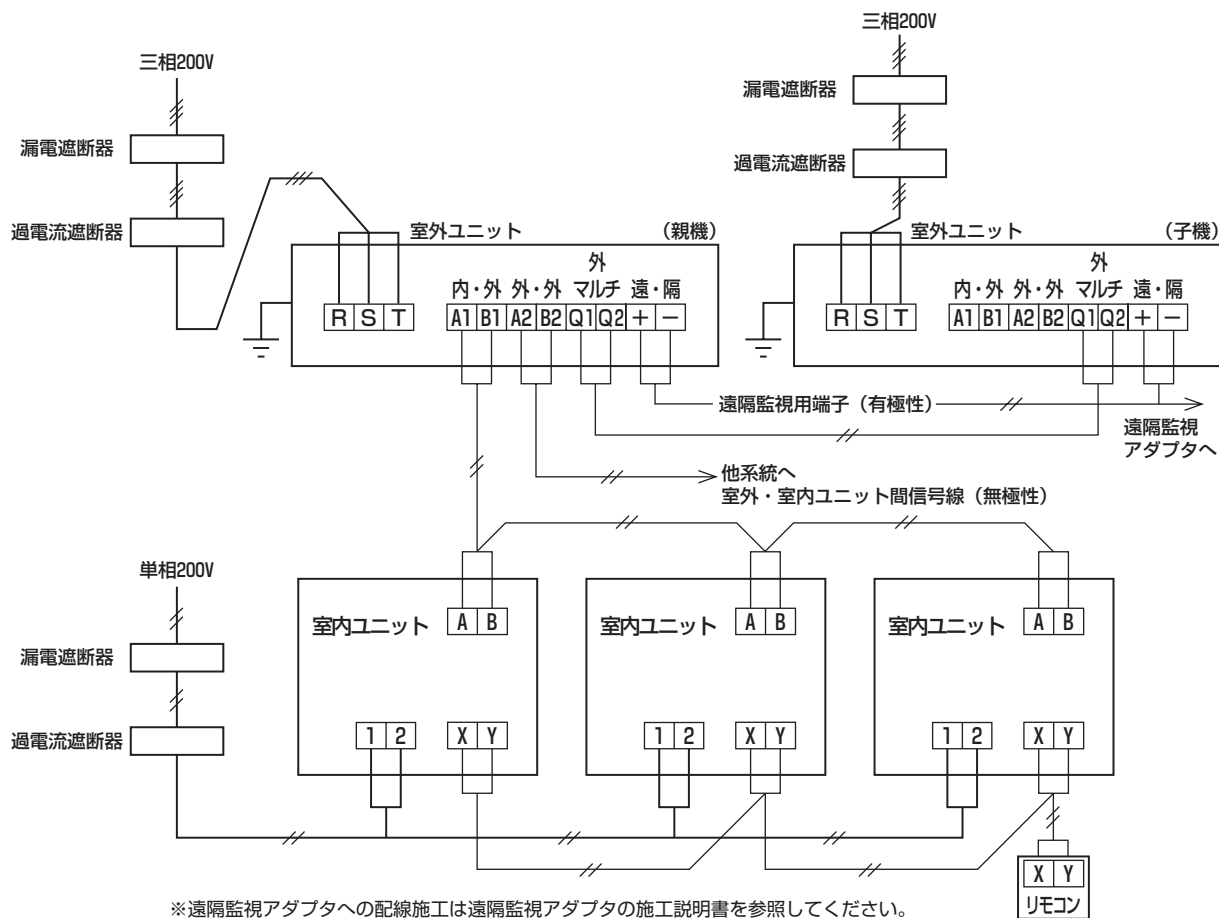 三相200V
漏電遮断器
過電流遮断器
三相200V
漏電遮断器
過電流遮断器
室外ユニット (親機)
外
内・外 外・外 マルチ 遠・隔
R S T A1 B1 A2 B2 Q1 Q2 + −
室外ユニット (子機)
外
内・外 外・外 マルチ 遠・隔
R S T A1 B1 A2 B2 Q1 Q2 + −
遠隔監視用端子(有極性)
遠隔監視
アダプタへ
他系統へ
室外・室内ユニット間信号線(無極性)
単相200V
漏電遮断器
過電流遮断器
室内ユニット A B
1 2 X Y
室内ユニット A B
1 2 X Y
室内ユニット A B
1 2 X Y
X Y
リモコン
※遠隔監視アダプタへの配線施工は遠隔監視アダプタの施工説明書を参照してください。